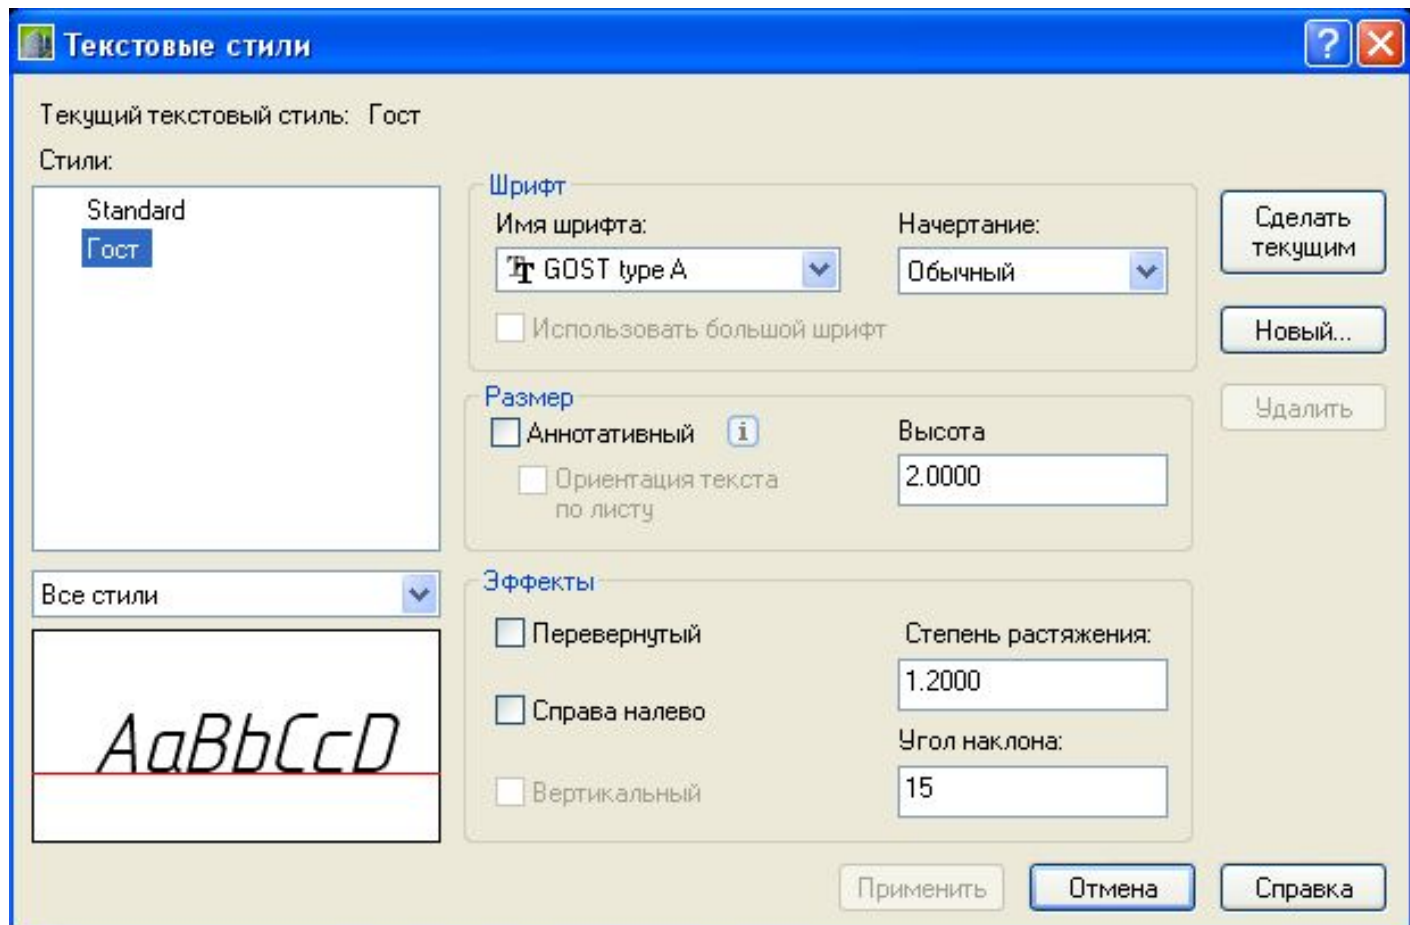 Текстовые стили
Текущий текстовый стиль: Гост
Стили:
Standard
Гост
Все стили
AaBbCcD
Шрифт
Имя шрифта:
GOST type A
Начертание:
Обычный
Использовать большой шрифт
Размер
Аннотативный
Ориентация текста
по листу
Высота
2.0000
Эффекты
Перевернутый
Справа налево
Вертикальный
Степень растяжения:
1.2000
Угол наклона:
15
Сделать
текущим
Новый...
Удалить
Применить
Отмена
Справка